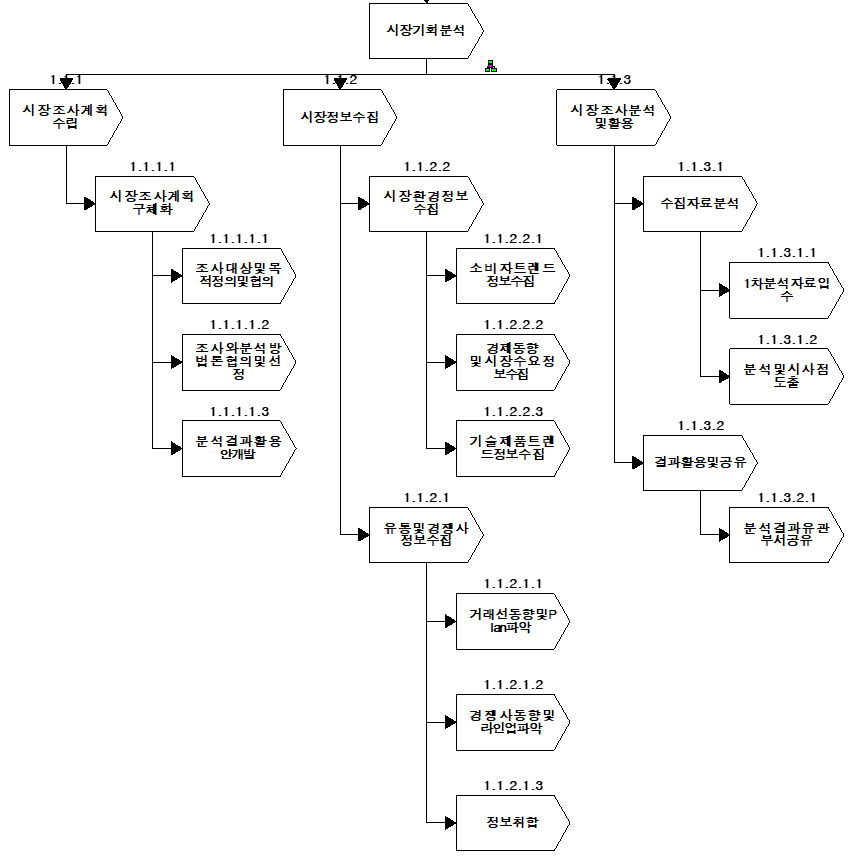 시장기회분석
1.1.1
시장조사계획
수립
1.1.1.1
시장조사계획
구체화
1.1.1.1.1
조사대상및목
적정의및협의
1.1.1.1.2
조사와분석방
법론협의및선
정
1.1.1.1.3
분석결과활용
안개발
1.1.2
시장정보수집
1.1.2.2
시장환경정보
수집
1.1.2.2.1
소비자트렌드
정보수집
1.1.2.2.2
경제동향
및시장수요정
보수집
1.1.2.2.3
기술제품트렌
드정보수집
1.1.2.1
유통및경쟁사
정보수집
1.1.2.1.1
거래선동향및P
lan파악
1.1.2.1.2
경쟁사동향및
라인업파악
1.1.2.1.3
정보취합
1.1.3
시장조사분석
및활용
1.1.3.1
수집자료분석
1.1.3.1.1
1차분석자료입
수
1.1.3.1.2
분석및시사점
도출
1.1.3.2
결과활용및공유
1.1.3.2.1
분석결과유관
부서공유